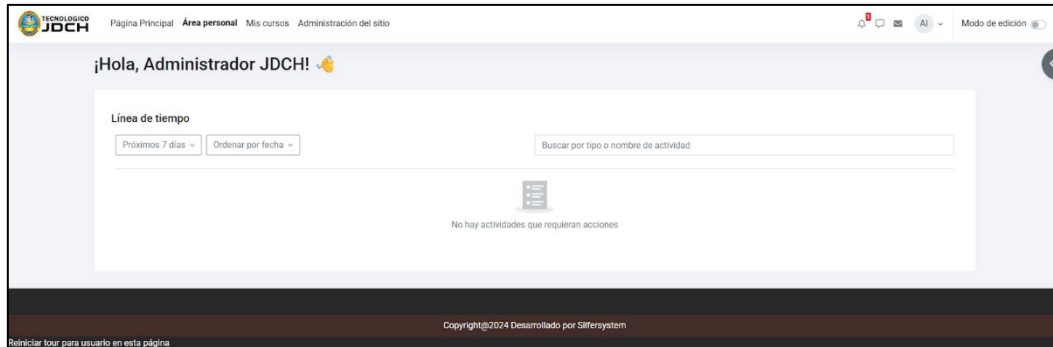 TECNOLOGICO
JDCH
Página Principal Área personal Mis cursos Administración del sitio
1
AI
Modo de edición
¡Hola, Administrador JDCH!
Línea de tiempo
Próximos 7 días
Ordenar por fecha
Buscar por tipo o nombre de actividad
No hay actividades que requieran acciones
Copyright@2024 Desarrollado por Silfersystem
Reiniciar tour para usuario en esta página